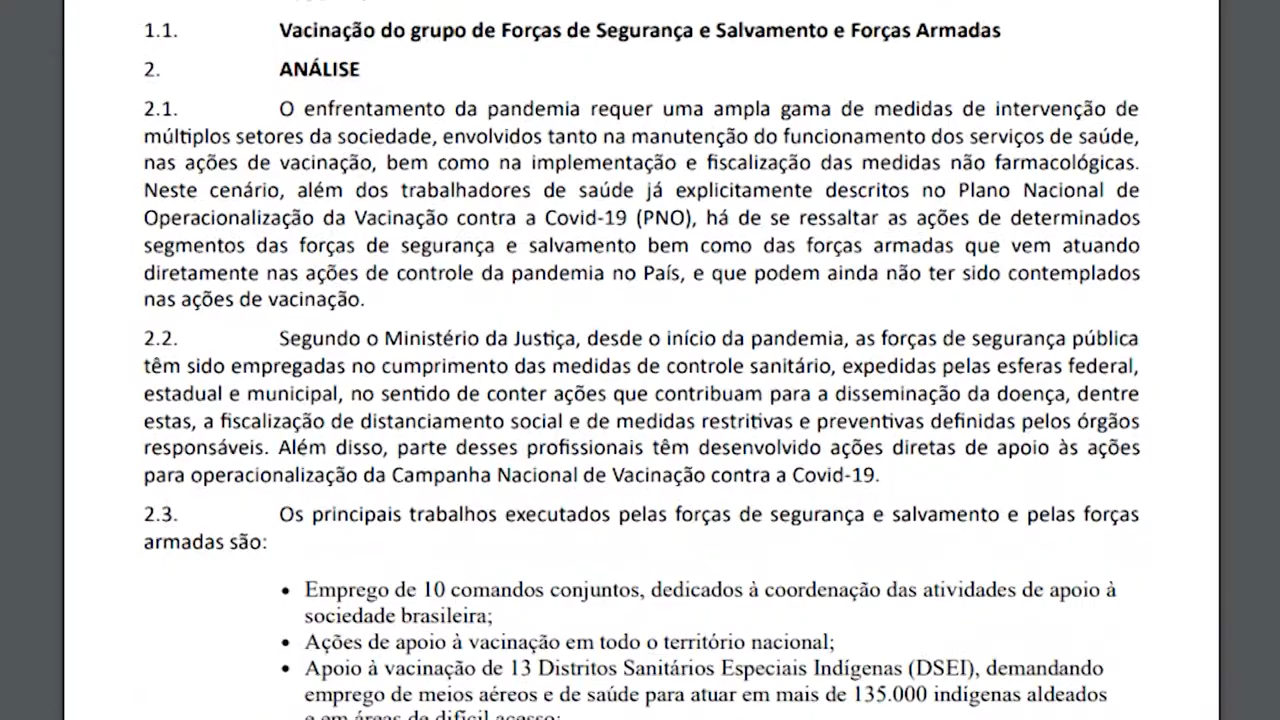 1.1. Vacinação do grupo de Forças de Segurança e Salvamento e Forças Armadas
2. ANÁLISE
2.1. O enfrentamento da pandemia requer uma ampla gama de medidas de intervenção de
múltiplos setores da sociedade, envolvidos tanto na manutenção do funcionamento dos serviços de saúde,
nas ações de vacinação, bem como na implementação e fiscalização das medidas não farmacológicas.
Neste cenário, além dos trabalhadores de saúde já explicitamente descritos no Plano Nacional de
Operacionalização da Vacinação contra a Covid-19 (PNO), há de se ressaltar as ações de determinados
segmentos das forças de segurança e salvamento bem como das forças armadas que vem atuando
diretamente nas ações de controle da pandemia no País, e que podem ainda não ter sido contemplados
nas ações de vacinação.
2.2. Segundo o Ministério da Justiça, desde o início da pandemia, as forças de segurança pública
têm sido empregadas no cumprimento das medidas de controle sanitário, expedidas pelas esferas federal,
estadual e municipal, no sentido de conter ações que contribuam para a disseminação da doença, dentre
estas, a fiscalização de distanciamento social e de medidas restritivas e preventivas definidas pelos órgãos
responsáveis. Além disso, parte desses profissionais têm desenvolvido ações diretas de apoio às ações
para operacionalização da Campanha Nacional de Vacinação contra a Covid-19.
2.3. Os principais trabalhos executados pelas forças de segurança e salvamento e pelas forças
armadas são:
• Emprego de 10 comandos conjuntos, dedicados à coordenação das atividades de apoio à
sociedade brasileira;
• Ações de apoio à vacinação em todo o território nacional;
• Apoio à vacinação de 13 Distritos Sanitários Especiais Indígenas (DSEI), demandando
emprego de meios aéreos e de saúde para atuar em mais de 135.000 indígenas aldeados
e em áreas de difícil acesso;